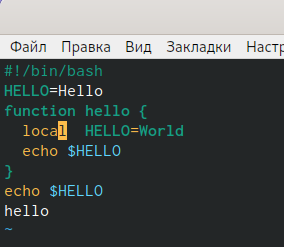 Файл Правка Вид Закладки Настр
#!/bin/bash
HELLO=Hello
function hello {
  local  HELLO=World
  echo $HELLO
}
echo $HELLO
hello
~